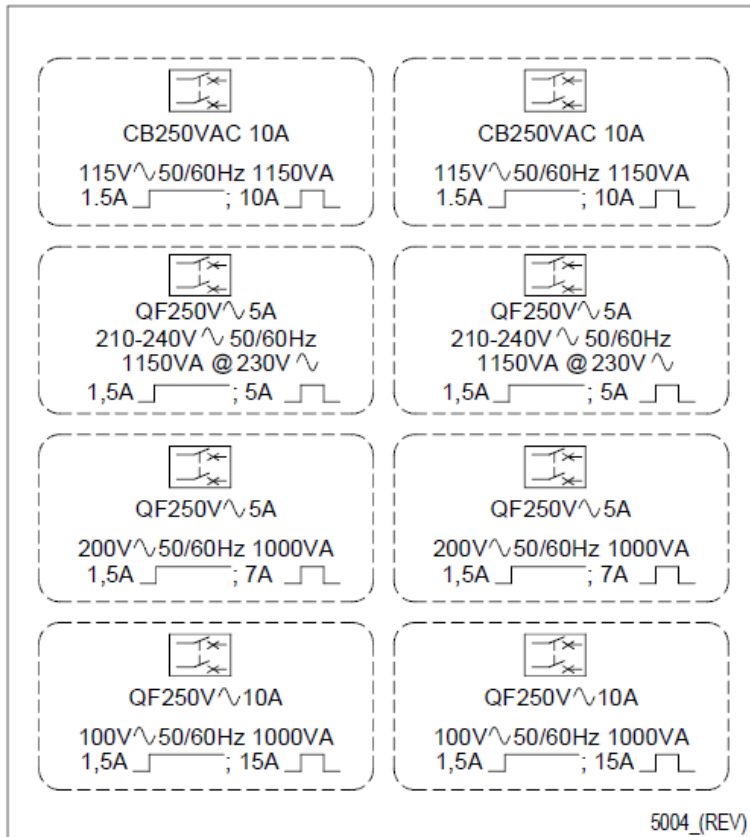 CB250VAC 10A
115V∿50/60Hz 1150VA
1.5A ; 10A
CB250VAC 10A
115V∿50/60Hz 1150VA
1.5A ; 10A
QF250V∿5A
210-240V∿50/60Hz
1150VA @230V∿
1,5A ; 5A
QF250V∿5A
210-240V∿50/60Hz
1150VA @230V∿
1,5A ; 5A
QF250V∿5A
200V∿50/60Hz 1000VA
1,5A ; 7A
QF250V∿5A
200V∿50/60Hz 1000VA
1,5A ; 7A
QF250V∿10A
100V∿50/60Hz 1000VA
1,5A ; 15A
QF250V∿10A
100V∿50/60Hz 1000VA
1,5A ; 15A
5004_(REV)